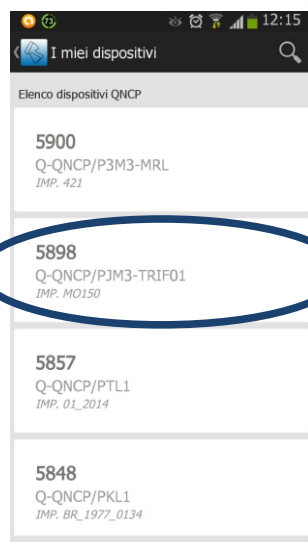 73 12:15
I miei dispositivi
Elenco dispositivi QNCP
5900
Q-QNCP/P3M3-MRL
IMP. 421
5898
Q-QNCP/PJM3-TRIF01
IMP. MO150
5857
Q-QNCP/PTL1
IMP. 01_2014
5848
Q-QNCP/PKL1
IMP. BR_1977_0134